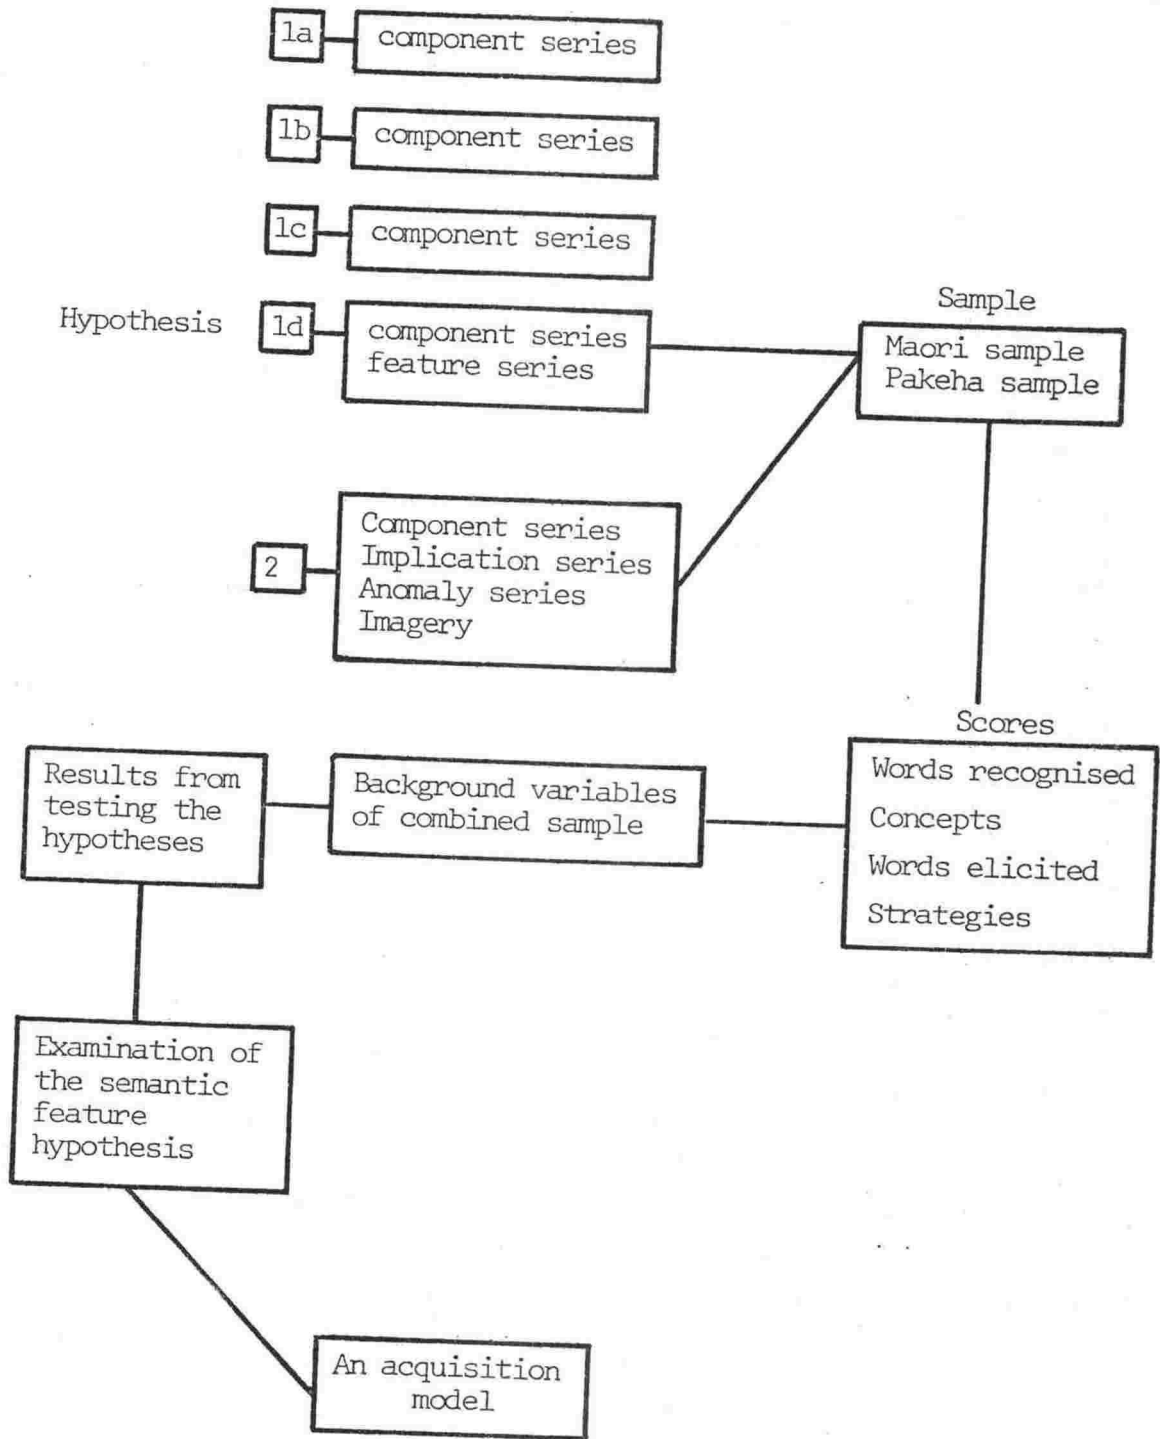 1a component series
1b component series
1c component series
Hypothesis 1d component series
feature series
Sample
Maori sample
Pakeha sample
2
Component series
Implication series
Anomaly series
Imagery
Scores
Words recognised
Concepts
Words elicited
Strategies
Background variables
of combined sample
Results from
testing the
hypotheses
Examination of
the semantic
feature
hypothesis
An acquisition
model